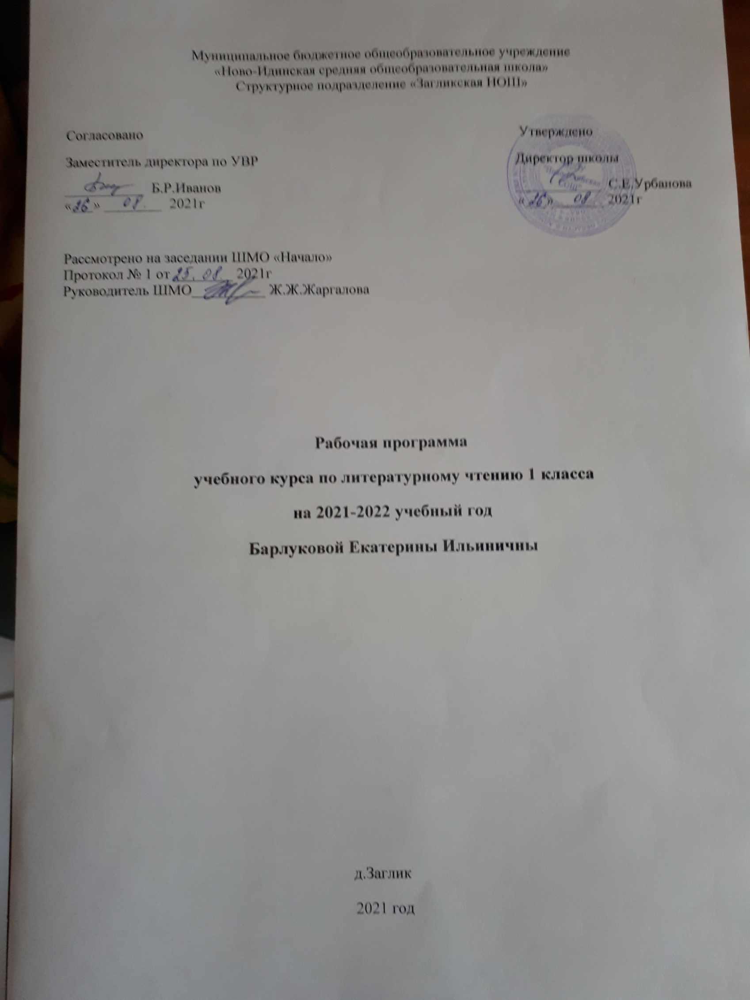 Муниципальное бюджетное общеобразовательное учреждение
«Ново-Идинская средняя общеобразовательная школа»
Структурное подразделение «Загликская НОШ»
Согласовано
Заместитель директора по УВР
Б.Р.Иванов
«26» 08. 2021г
Утверждено
Директор школы
С.Е.Урбанова
«26» 08 2021г
Рассмотрено на заседании ШМО «Начало»
Протокол № 1 от 25. 08. 2021г
Руководитель ШМО Ж.Ж.Жаргалова
Рабочая программа
учебного курса по литературному чтению 1 класса
на 2021-2022 учебный год
Барлуковой Екатерины Ильиничны
д.Заглик
2021 год